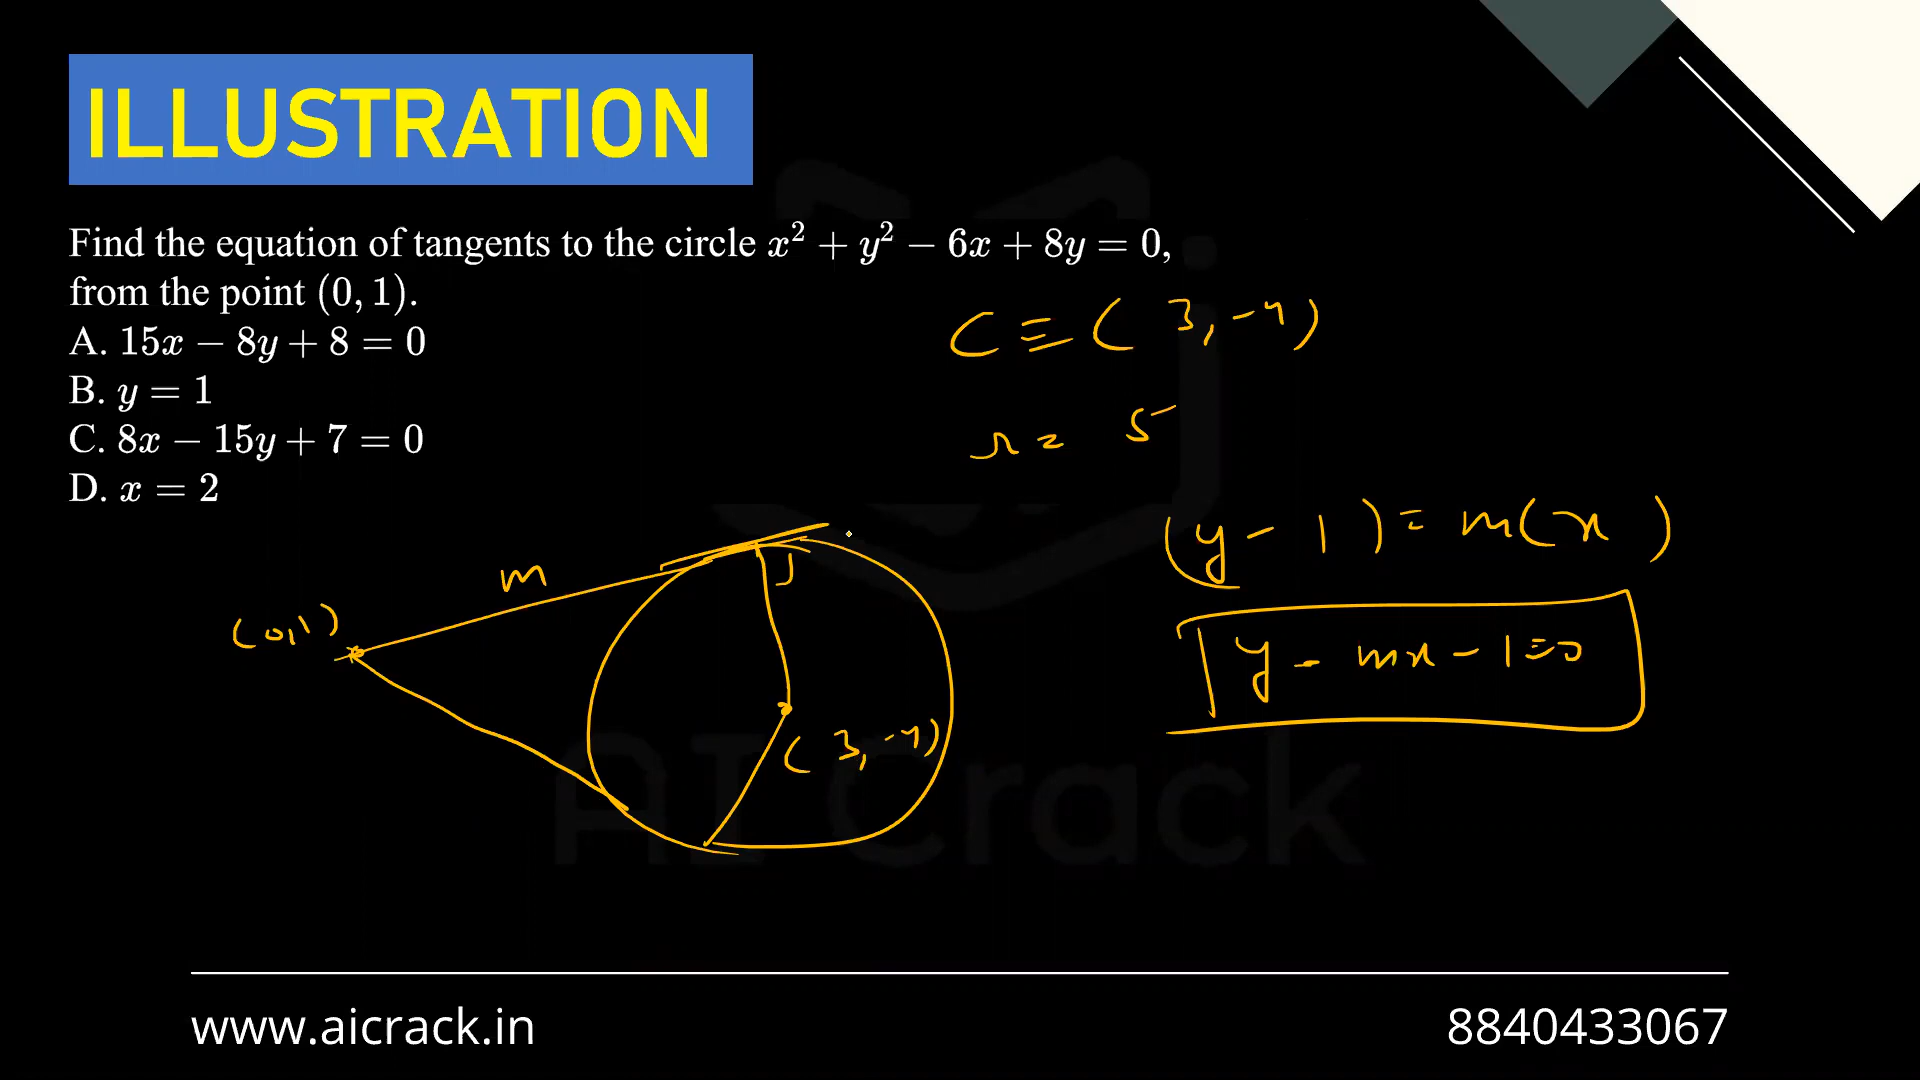 ILLUSTRATION
Find the equation of tangents to the circle x² + y² − 6x + 8y = 0,
from the point (0, 1).
A. 15x − 8y + 8 = 0
B. y = 1
C. 8x − 15y + 7 = 0
D. x = 2
C ≡ (3, -4)
r = 5
(y - 1) = m(x )
y - mx - 1 = 0
m
(0,1)
(3, -4)
AI Crack
www.aicrack.in
8840433067